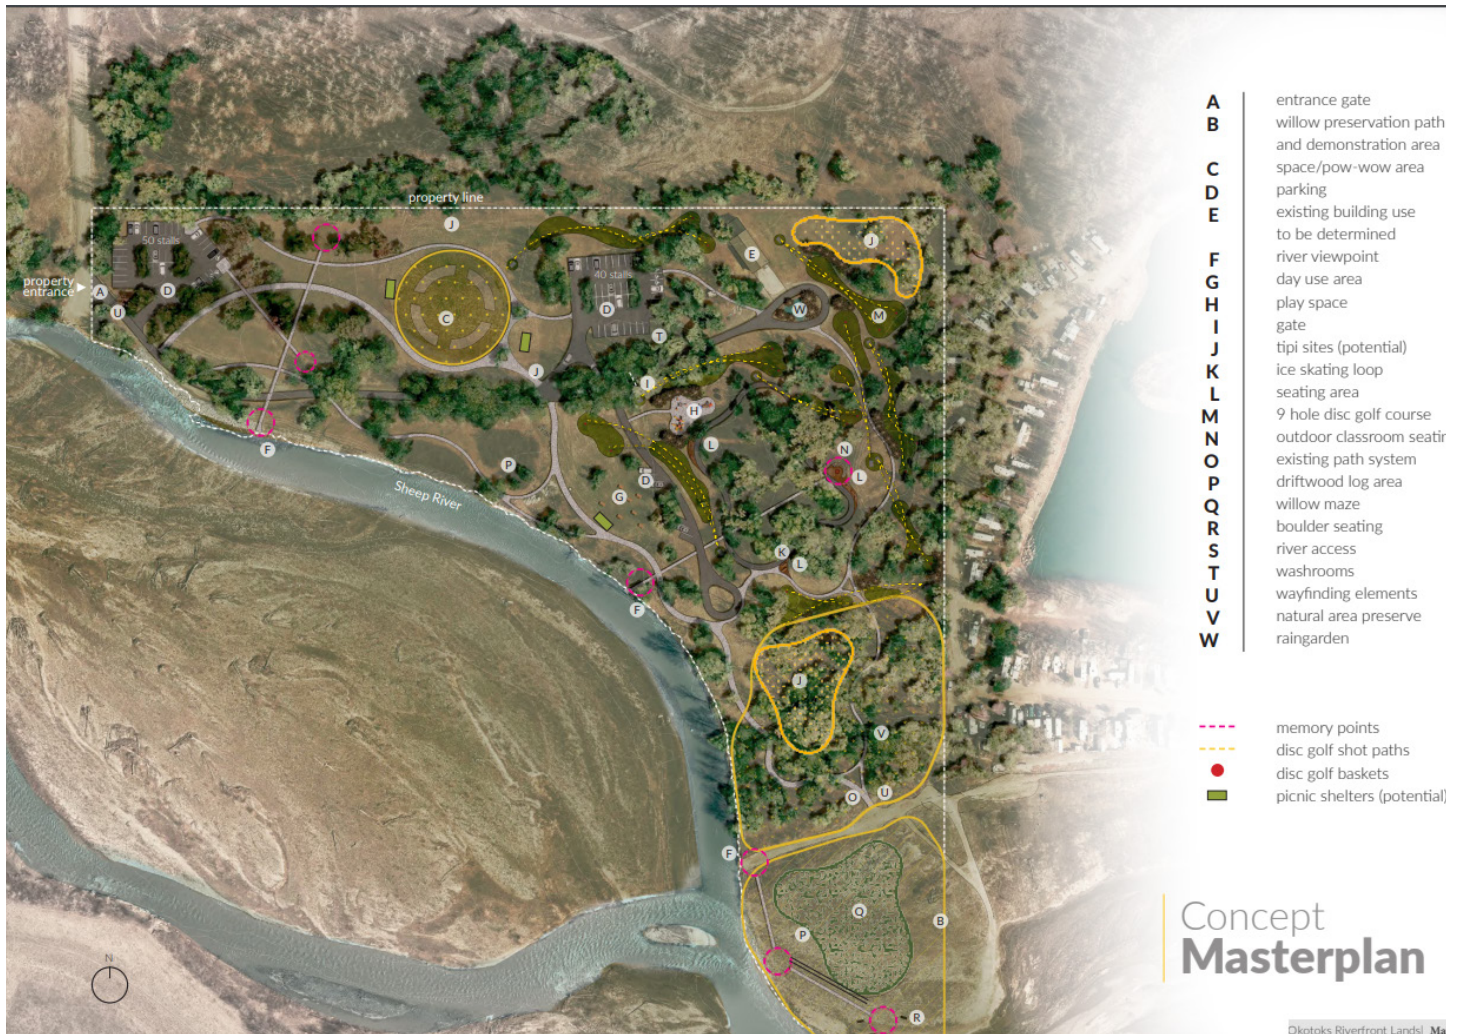 property line
50 stalls
40 stalls
property
entrance
Sheep River
A
U
D
J
C
J
D
T
E
W
J
M
I
H
L
N
L
F
P
D
G
K
L
F
J
V
O
U
F
Q
P
B
R
N
A entrance gate
B willow preservation path
and demonstration area
C space/pow-wow area
D parking
E existing building use
to be determined
F river viewpoint
G day use area
H play space
I gate
J tipi sites (potential)
K ice skating loop
L seating area
M 9 hole disc golf course
N outdoor classroom seatin
O existing path system
P driftwood log area
Q willow maze
R boulder seating
S river access
T washrooms
U wayfinding elements
V natural area preserve
W raingarden
memory points
disc golf shot paths
disc golf baskets
picnic shelters (potential)
Concept
Masterplan
Okotoks Riverfront Lands| Ma